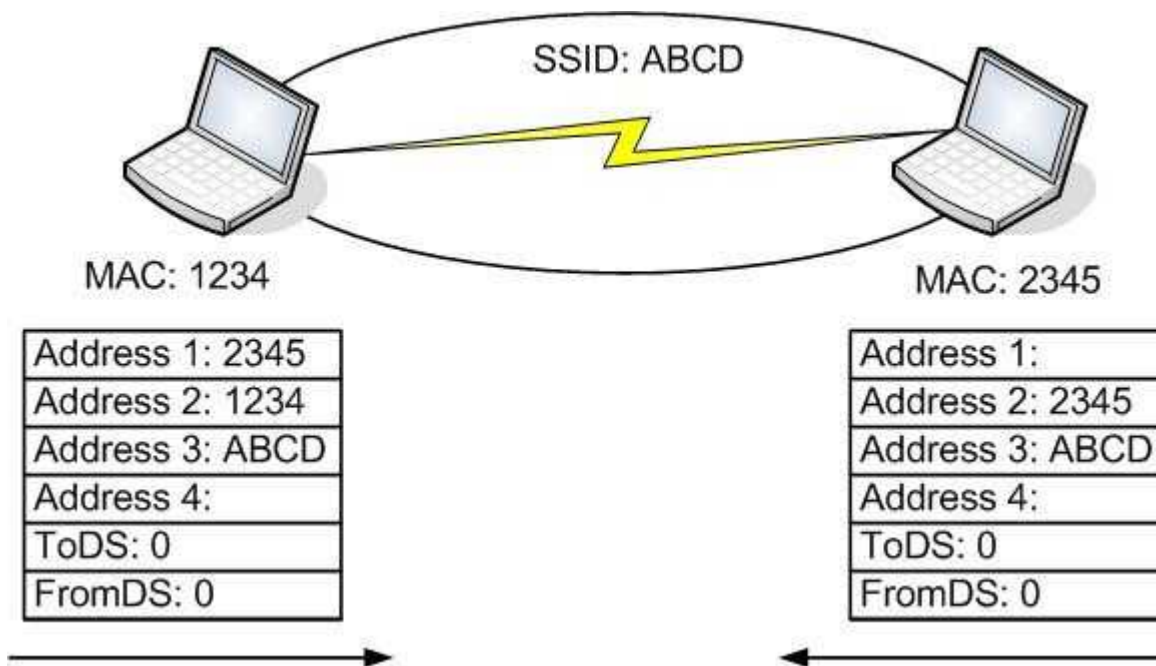 SSID: ABCD
MAC: 1234
MAC: 2345
Address 1: 2345
Address 2: 1234
Address 3: ABCD
Address 4:
ToDS: 0
FromDS: 0
Address 1:
Address 2: 2345
Address 3: ABCD
Address 4:
ToDS: 0
FromDS: 0